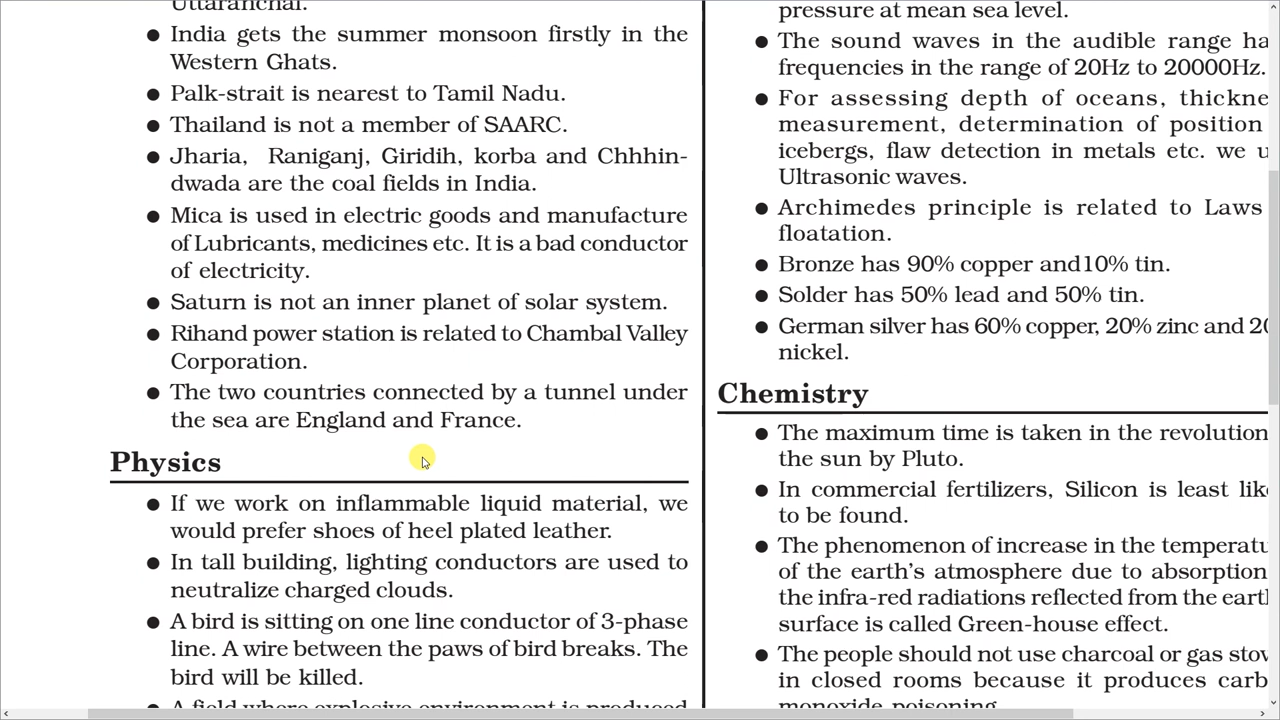 Uttaranchal.
● India gets the summer monsoon firstly in the
Western Ghats.
● Palk-strait is nearest to Tamil Nadu.
● Thailand is not a member of SAARC.
● Jharia, Raniganj, Giridih, korba and Chhhin-
dwada are the coal fields in India.
● Mica is used in electric goods and manufacture
of Lubricants, medicines etc. It is a bad conductor
of electricity.
● Saturn is not an inner planet of solar system.
● Rihand power station is related to Chambal Valley
Corporation.
● The two countries connected by a tunnel under
the sea are England and France.
Physics
● If we work on inflammable liquid material, we
would prefer shoes of heel plated leather.
● In tall building, lighting conductors are used to
neutralize charged clouds.
● A bird is sitting on one line conductor of 3-phase
line. A wire between the paws of bird breaks. The
bird will be killed.
● A field where explosive environment is produced
pressure at mean sea level.
● The sound waves in the audible range ha
frequencies in the range of 20Hz to 20000Hz.
● For assessing depth of oceans, thickne
measurement, determination of position
icebergs, flaw detection in metals etc. we u
Ultrasonic waves.
● Archimedes principle is related to Laws
floatation.
● Bronze has 90% copper and10% tin.
● Solder has 50% lead and 50% tin.
● German silver has 60% copper, 20% zinc and 20
nickel.
Chemistry
● The maximum time is taken in the revolution
the sun by Pluto.
● In commercial fertilizers, Silicon is least lik
to be found.
● The phenomenon of increase in the temperatu
of the earth's atmosphere due to absorption
the infra-red radiations reflected from the earth
surface is called Green-house effect.
● The people should not use charcoal or gas stov
in closed rooms because it produces carb
monoxide poisoning